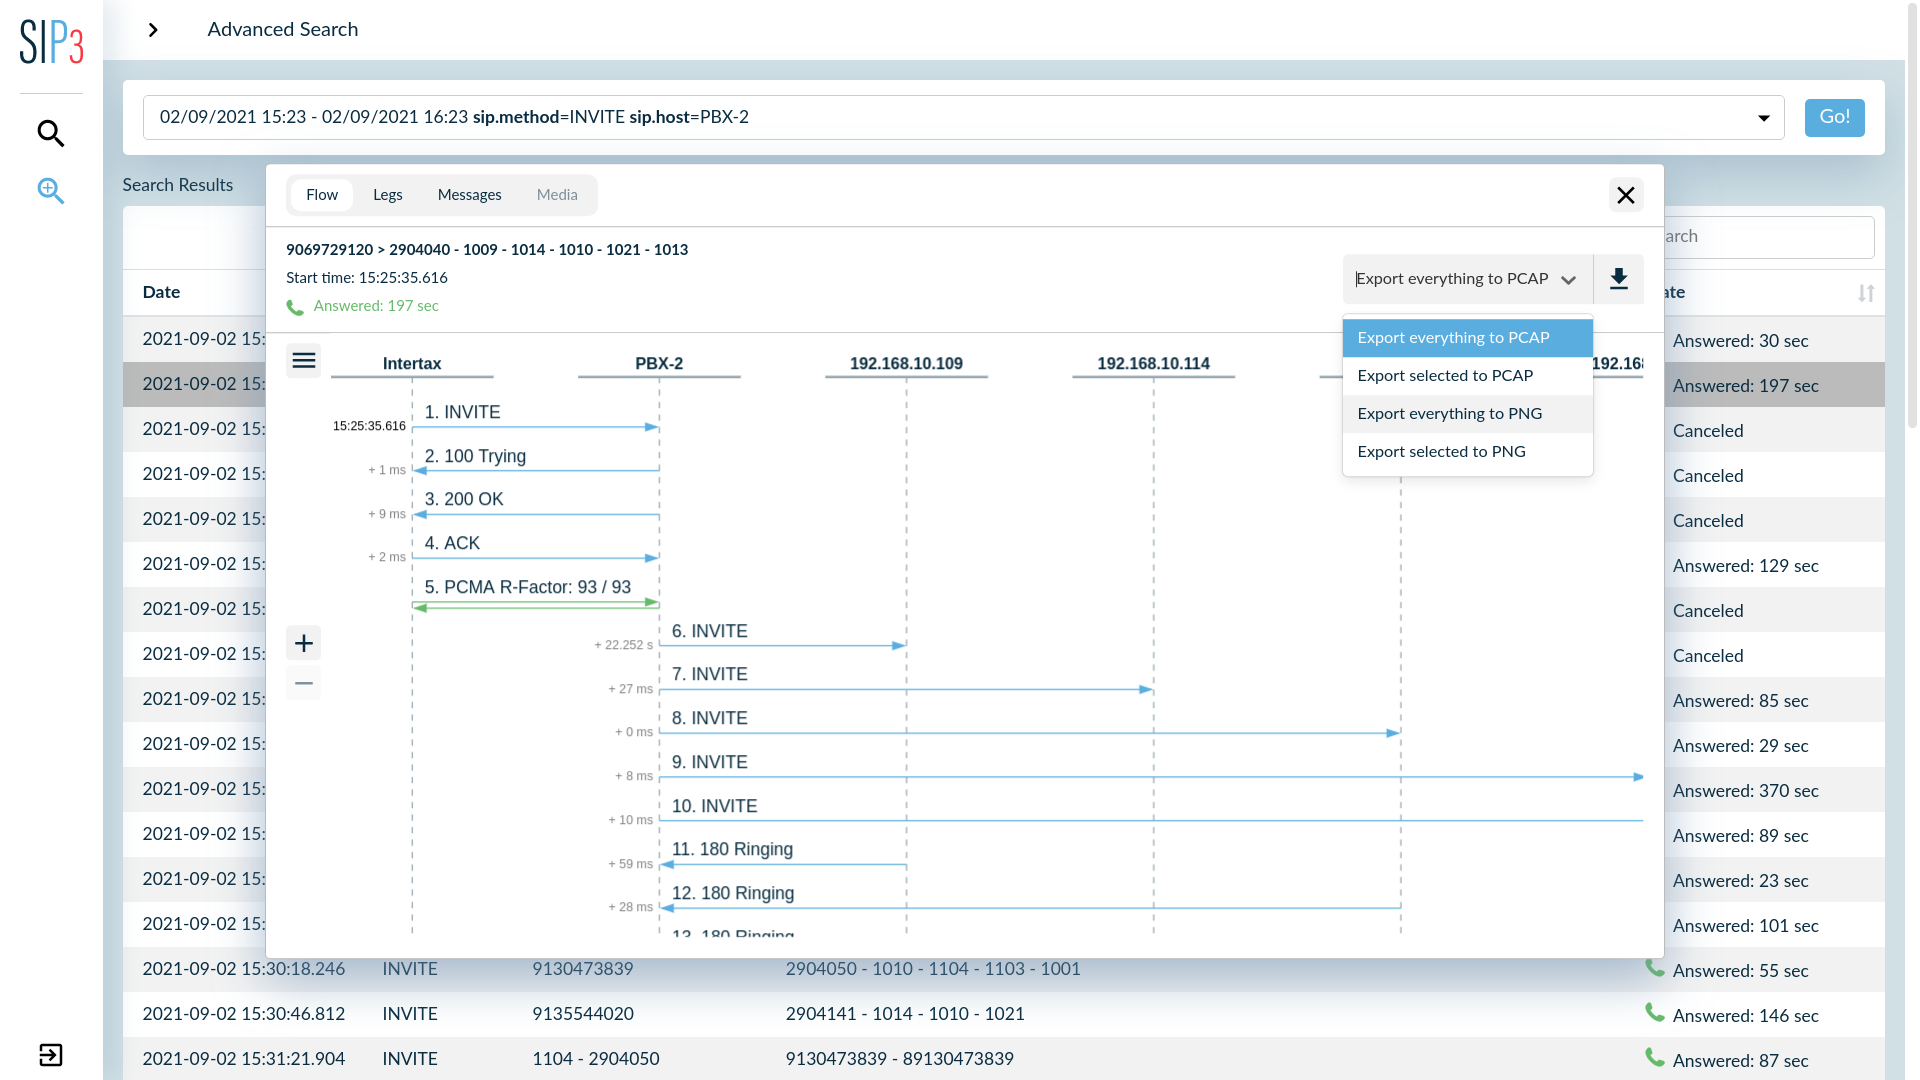 SIP3
Advanced Search
02/09/2021 15:23 - 02/09/2021 16:23 sip.method=INVITE sip.host=PBX-2
Go!
Search Results
Flow
Legs
Messages
Media
9069729120 > 2904040 - 1009 - 1014 - 1010 - 1021 - 1013
Start time: 15:25:35.616
Answered: 197 sec
Export everything to PCAP
Export everything to PCAP
Export selected to PCAP
Export everything to PNG
Export selected to PNG
Intertax
PBX-2
192.168.10.109
192.168.10.114
15:25:35.616
1. INVITE
+ 1 ms
2. 100 Trying
+ 9 ms
3. 200 OK
+ 2 ms
4. ACK
5. PCMA R-Factor: 93 / 93
+ 22.252 s
6. INVITE
+ 27 ms
7. INVITE
+ 0 ms
8. INVITE
+ 8 ms
9. INVITE
+ 10 ms
10. INVITE
+ 59 ms
11. 180 Ringing
+ 28 ms
12. 180 Ringing
13. 180 Ringing
Date
2021-09-02 15:
Answered: 30 sec
2021-09-02 15:
Answered: 197 sec
2021-09-02 15:
Canceled
2021-09-02 15:
Canceled
2021-09-02 15:
Canceled
2021-09-02 15:
Answered: 129 sec
2021-09-02 15:
Canceled
2021-09-02 15:
Canceled
2021-09-02 15:
Answered: 85 sec
2021-09-02 15:
Answered: 29 sec
2021-09-02 15:
Answered: 370 sec
2021-09-02 15:
Answered: 89 sec
2021-09-02 15:
Answered: 23 sec
2021-09-02 15:
Answered: 101 sec
2021-09-02 15:30:18.246 INVITE 9130473839 2904050 - 1010 - 1104 - 1103 - 1001 Answered: 55 sec
2021-09-02 15:30:46.812 INVITE 9135544020 2904141 - 1014 - 1010 - 1021 Answered: 146 sec
2021-09-02 15:31:21.904 INVITE 1104 - 2904050 9130473839 - 89130473839 Answered: 87 sec